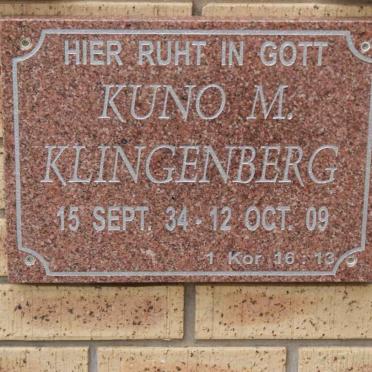 HIER RUHT IN GOTT
KUNO M.
KLINGENBERG
15 SEPT. 34 - 12 OCT. 09
1 Kor 16 : 13